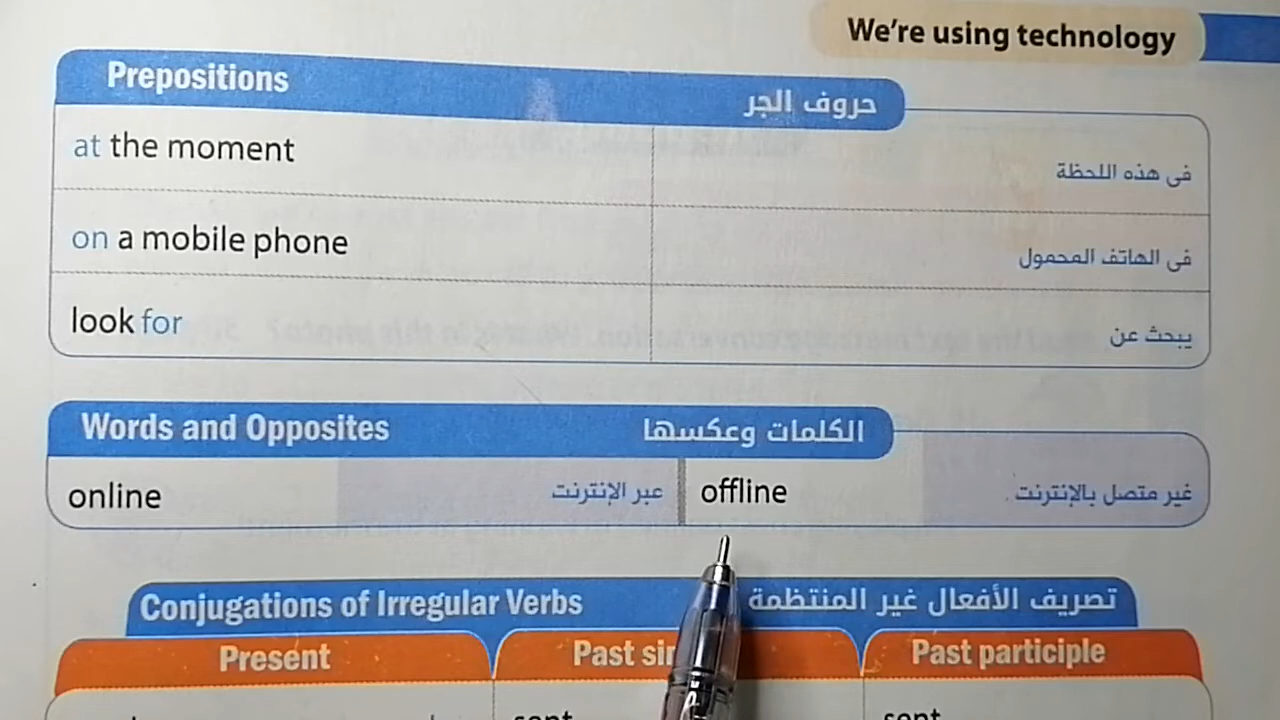 We're using technology
Prepositions حروف الجر
at the moment فى هذه اللحظة
on a mobile phone فى الهاتف المحمول
look for يبحث عن
Words and Opposites الكلمات وعكسها
online عبر الإنترنت offline غير متصل بالإنترنت
Conjugations of Irregular Verbs تصريف الأفعال غير المنتظمة
Present Past Past participle
sent sent